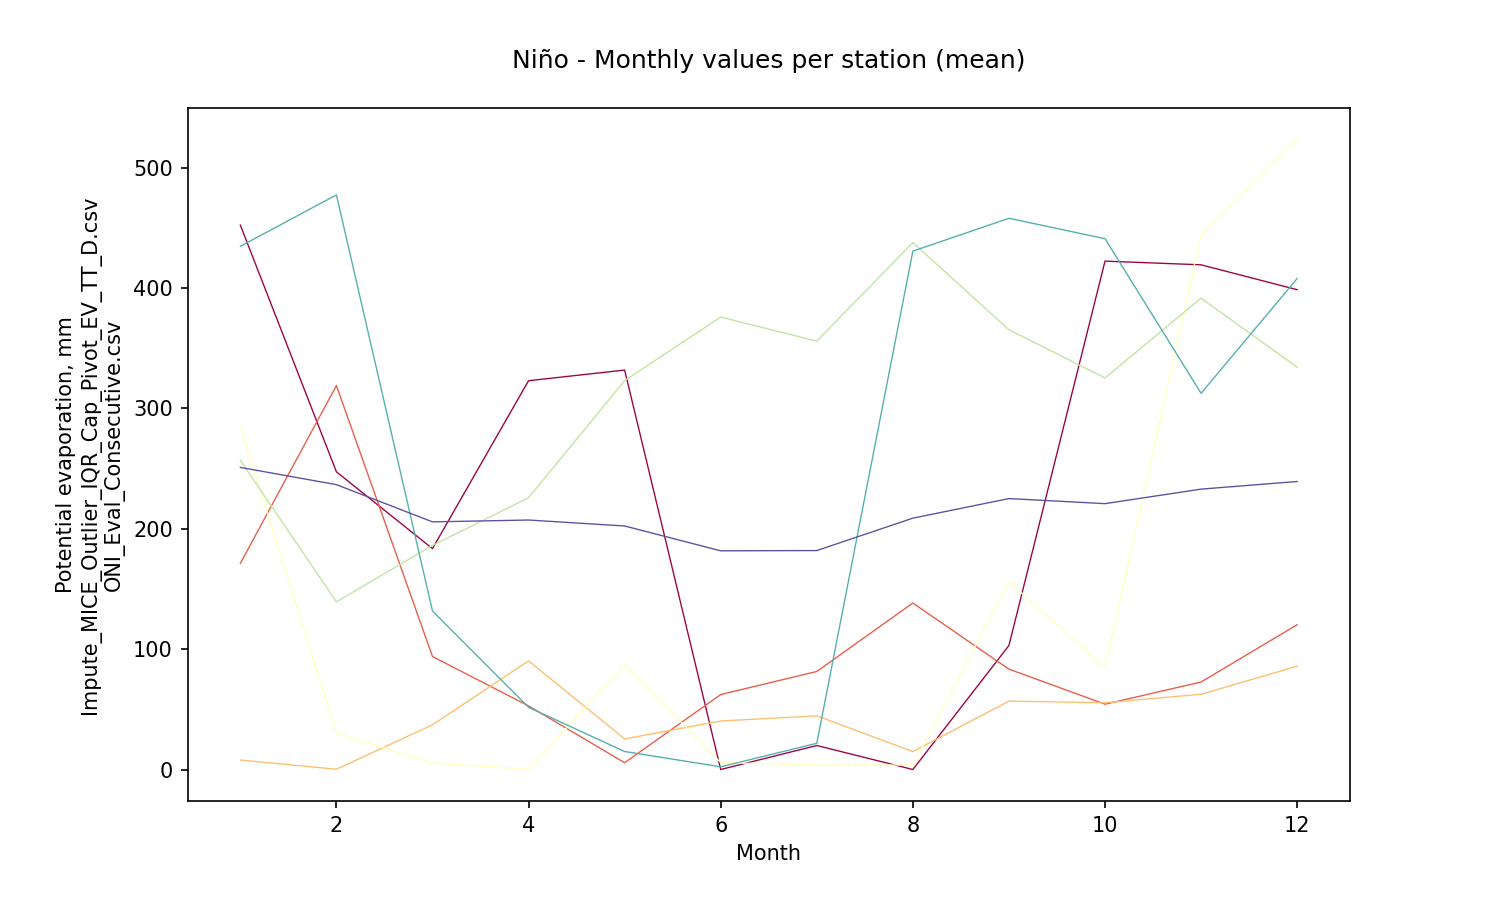 Niño - Monthly values per station (mean)
Potential evaporation, mm
Impute_MICE_Outlier_IQR_Cap_Pivot_EV_TT_D.csv
ONI_Eval_Consecutive.csv
500
400
300
200
100
0
2 4 6 8 10 12
Month